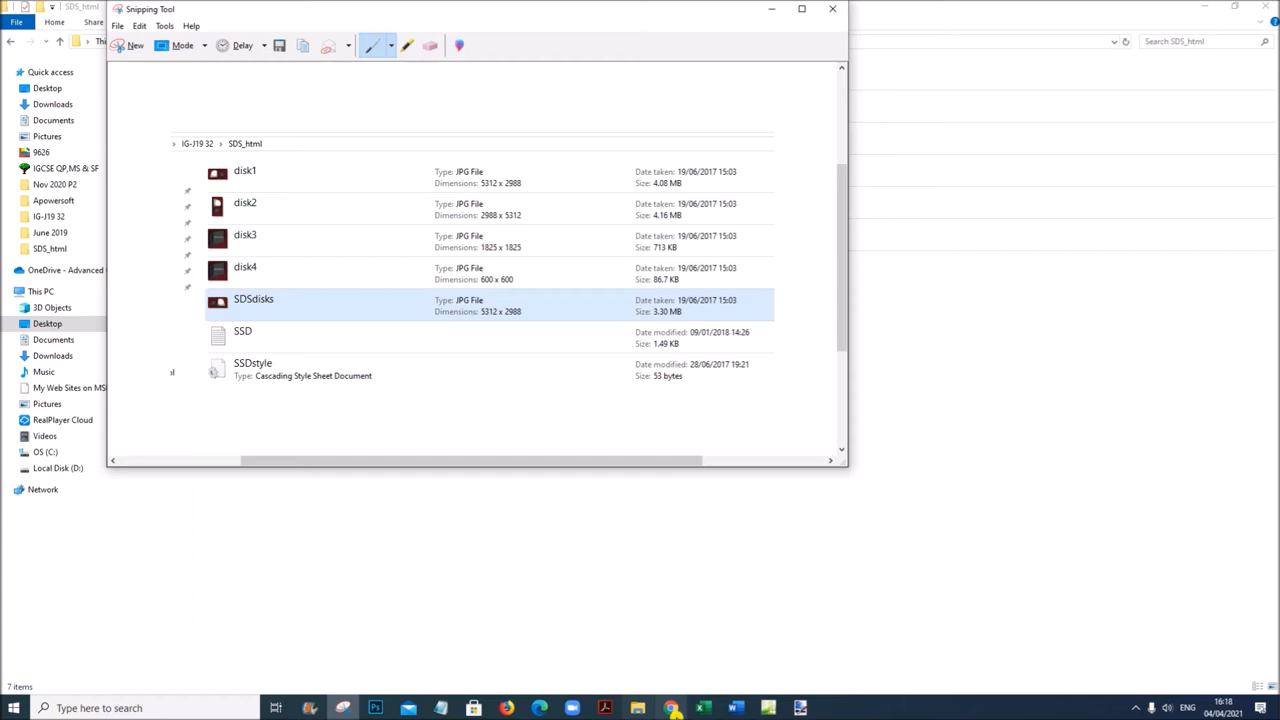 SDS_html
Snipping Tool
File Home Share
File Edit Tools Help
New Mode Delay
Thi
Search SDS_html
Quick access
Desktop
Downloads
Documents
Pictures
9626
IGCSE QP,MS & SF
Nov 2020 P2
Apowersoft
IG-J19 32
June 2019
SDS_html
OneDrive - Advanced
This PC
3D Objects
Desktop
Documents
Downloads
Music
My Web Sites on MS
Pictures
RealPlayer Cloud
Videos
OS (C:)
Local Disk (D:)
Network
> IG-J19 32 > SDS_html
disk1 Type: JPG File Date taken: 19/06/2017 15:03
Dimensions: 5312 x 2988 Size: 4.08 MB
disk2 Type: JPG File Date taken: 19/06/2017 15:03
Dimensions: 2988 x 5312 Size: 4.16 MB
disk3 Type: JPG File Date taken: 19/06/2017 15:03
Dimensions: 1825 x 1825 Size: 713 KB
disk4 Type: JPG File Date taken: 19/06/2017 15:03
Dimensions: 600 x 600 Size: 86.7 KB
SDSdisks Type: JPG File Date taken: 19/06/2017 15:03
Dimensions: 5312 x 2988 Size: 3.30 MB
SSD Date modified: 09/01/2018 14:26
Size: 1.49 KB
SSDstyle Date modified: 28/06/2017 19:21
Type: Cascading Style Sheet Document Size: 53 bytes
7 items
Type here to search
ENG
16:18
04/04/2021